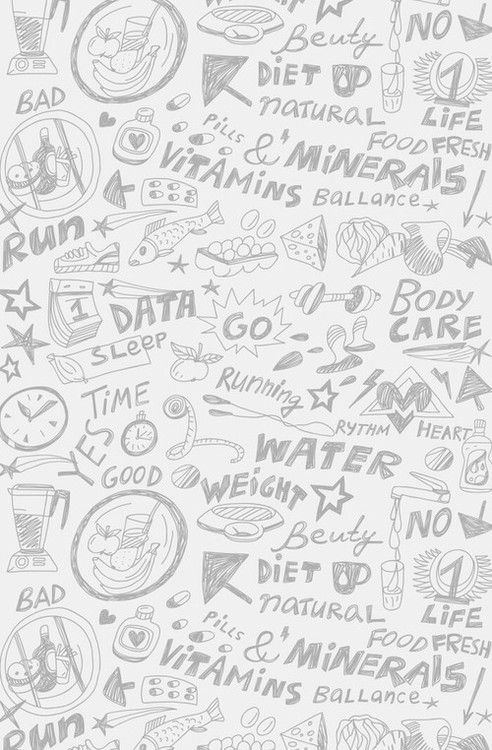 WEIGHT
Beuty
NO
DiET
natural
1
LiFE
BAD
Pills
FOOD FRESH
VITAMINS & MiNERAlS
BallancE
Run
1
DATA
GO
BODY
CARE
SlEEp
TIME
Running
RYTHM HEART
YES
GOOD
WATER
WEiGHT
Beuty
NO
DiET
natural
1
LiFE
BAD
Pills
FOOD FRESH
VITAMINS & MiNERAlS
BallancE
Run